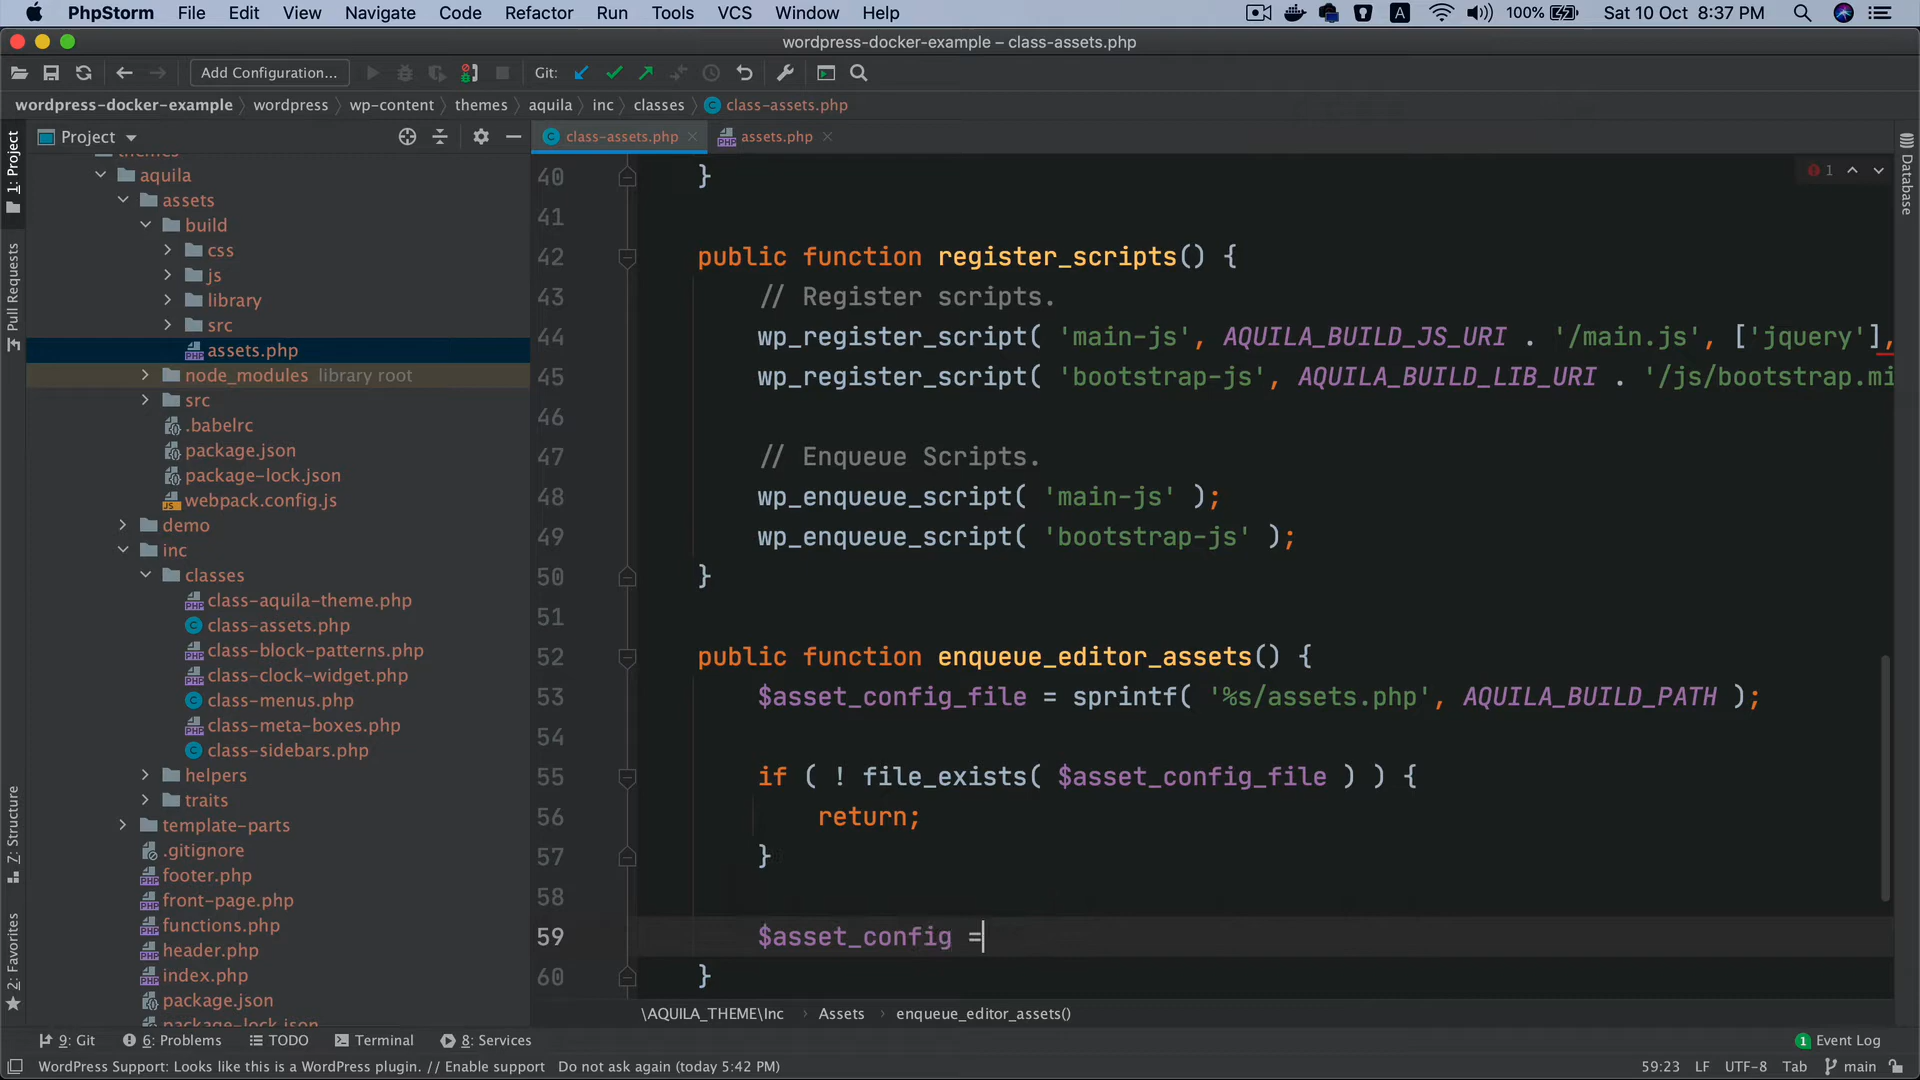 PhpStorm File Edit View Navigate Code Refactor Run Tools VCS Window Help A 100% Sat 10 Oct 8:37 PM
wordpress-docker-example – class-assets.php
Add Configuration... Git:
wordpress-docker-example wordpress wp-content themes aquila inc classes class-assets.php
1: Project
Pull Requests
7: Structure
2: Favorites
Project
themes
aquila
assets
build
css
js
library
src
assets.php
node_modules library root
src
.babelrc
package.json
package-lock.json
webpack.config.js
demo
inc
classes
class-aquila-theme.php
class-assets.php
class-block-patterns.php
class-clock-widget.php
class-menus.php
class-meta-boxes.php
class-sidebars.php
helpers
traits
template-parts
.gitignore
footer.php
front-page.php
functions.php
header.php
index.php
package.json
package-lock.json
class-assets.php assets.php
1
Database
40 }
41
42 public function register_scripts() {
43 // Register scripts.
44 wp_register_script( 'main-js', AQUILA_BUILD_JS_URI . '/main.js', ['jquery'],
45 wp_register_script( 'bootstrap-js', AQUILA_BUILD_LIB_URI . '/js/bootstrap.mi
46
47 // Enqueue Scripts.
48 wp_enqueue_script( 'main-js' );
49 wp_enqueue_script( 'bootstrap-js' );
50 }
51
52 public function enqueue_editor_assets() {
53 $asset_config_file = sprintf( '%s/assets.php', AQUILA_BUILD_PATH );
54
55 if ( ! file_exists( $asset_config_file ) ) {
56 return;
57 }
58
59 $asset_config =
60 }
\AQUILA_THEME\Inc Assets enqueue_editor_assets()
9: Git 6: Problems TODO Terminal 8: Services 1 Event Log
WordPress Support: Looks like this is a WordPress plugin. // Enable support Do not ask again (today 5:42 PM) 59:23 LF UTF-8 Tab main